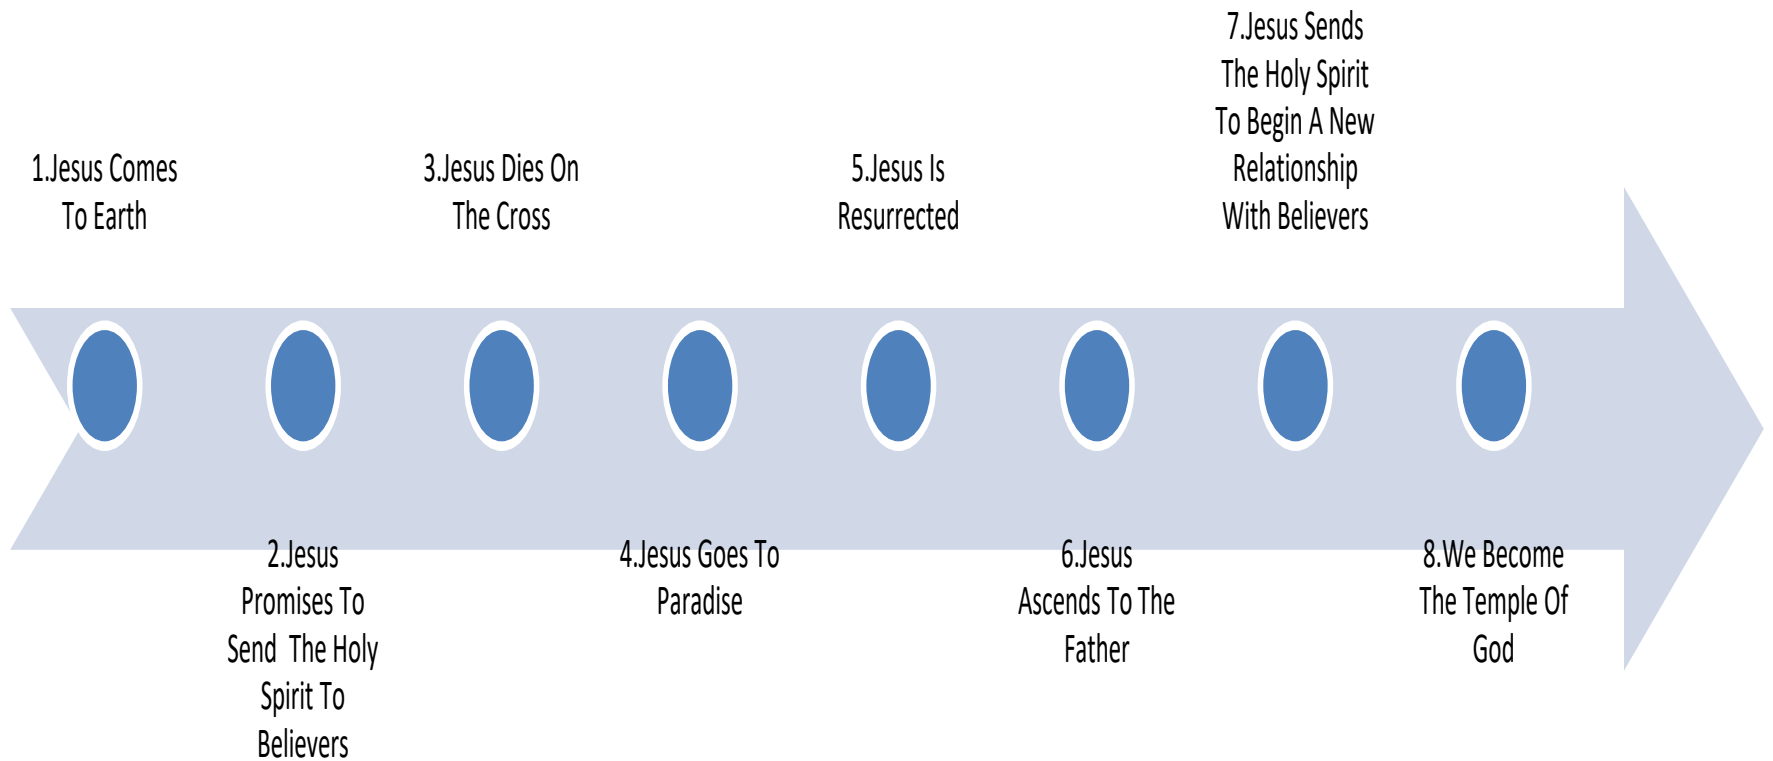 1.Jesus Comes
To Earth
2.Jesus
Promises To
Send  The Holy
Spirit To
Believers
3.Jesus Dies On
The Cross
4.Jesus Goes To
Paradise
5.Jesus Is
Resurrected
6.Jesus
Ascends To The
Father
7.Jesus Sends
The Holy Spirit
To Begin A New
Relationship
With Believers
8.We Become
The Temple Of
God